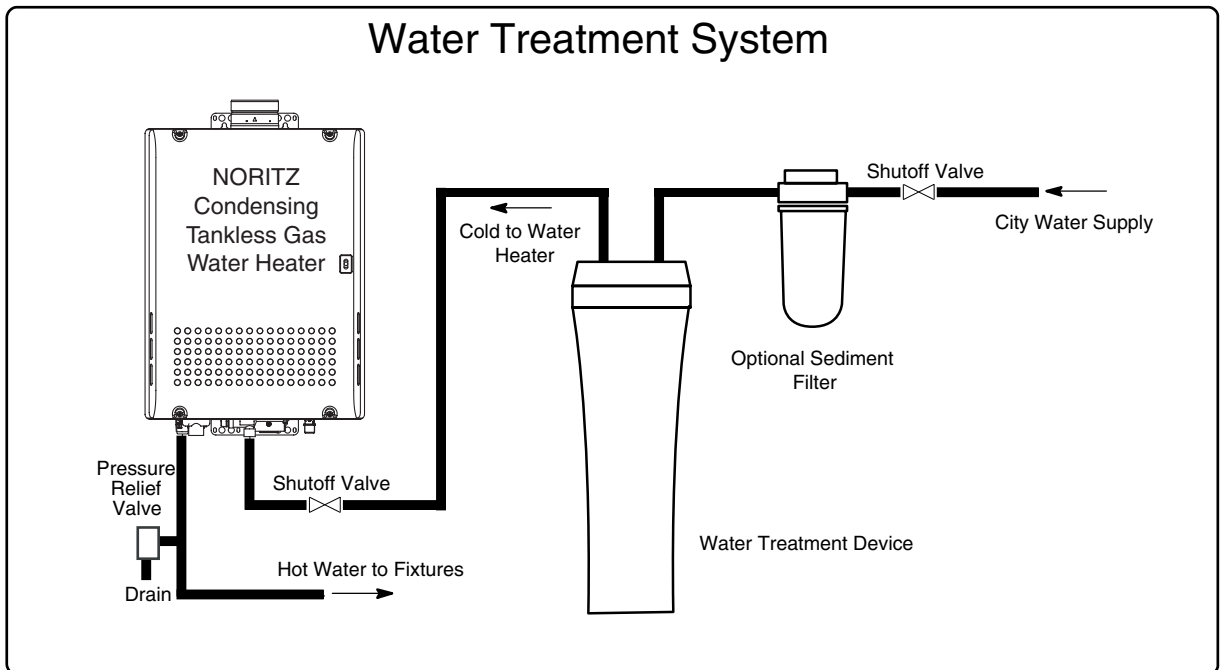 Water Treatment System
NORITZ
Condensing
Tankless Gas
Water Heater
Shutoff Valve
City Water Supply
Cold to Water
Heater
Optional Sediment
Filter
Pressure
Relief
Valve
Shutoff Valve
Water Treatment Device
Hot Water to Fixtures
Drain